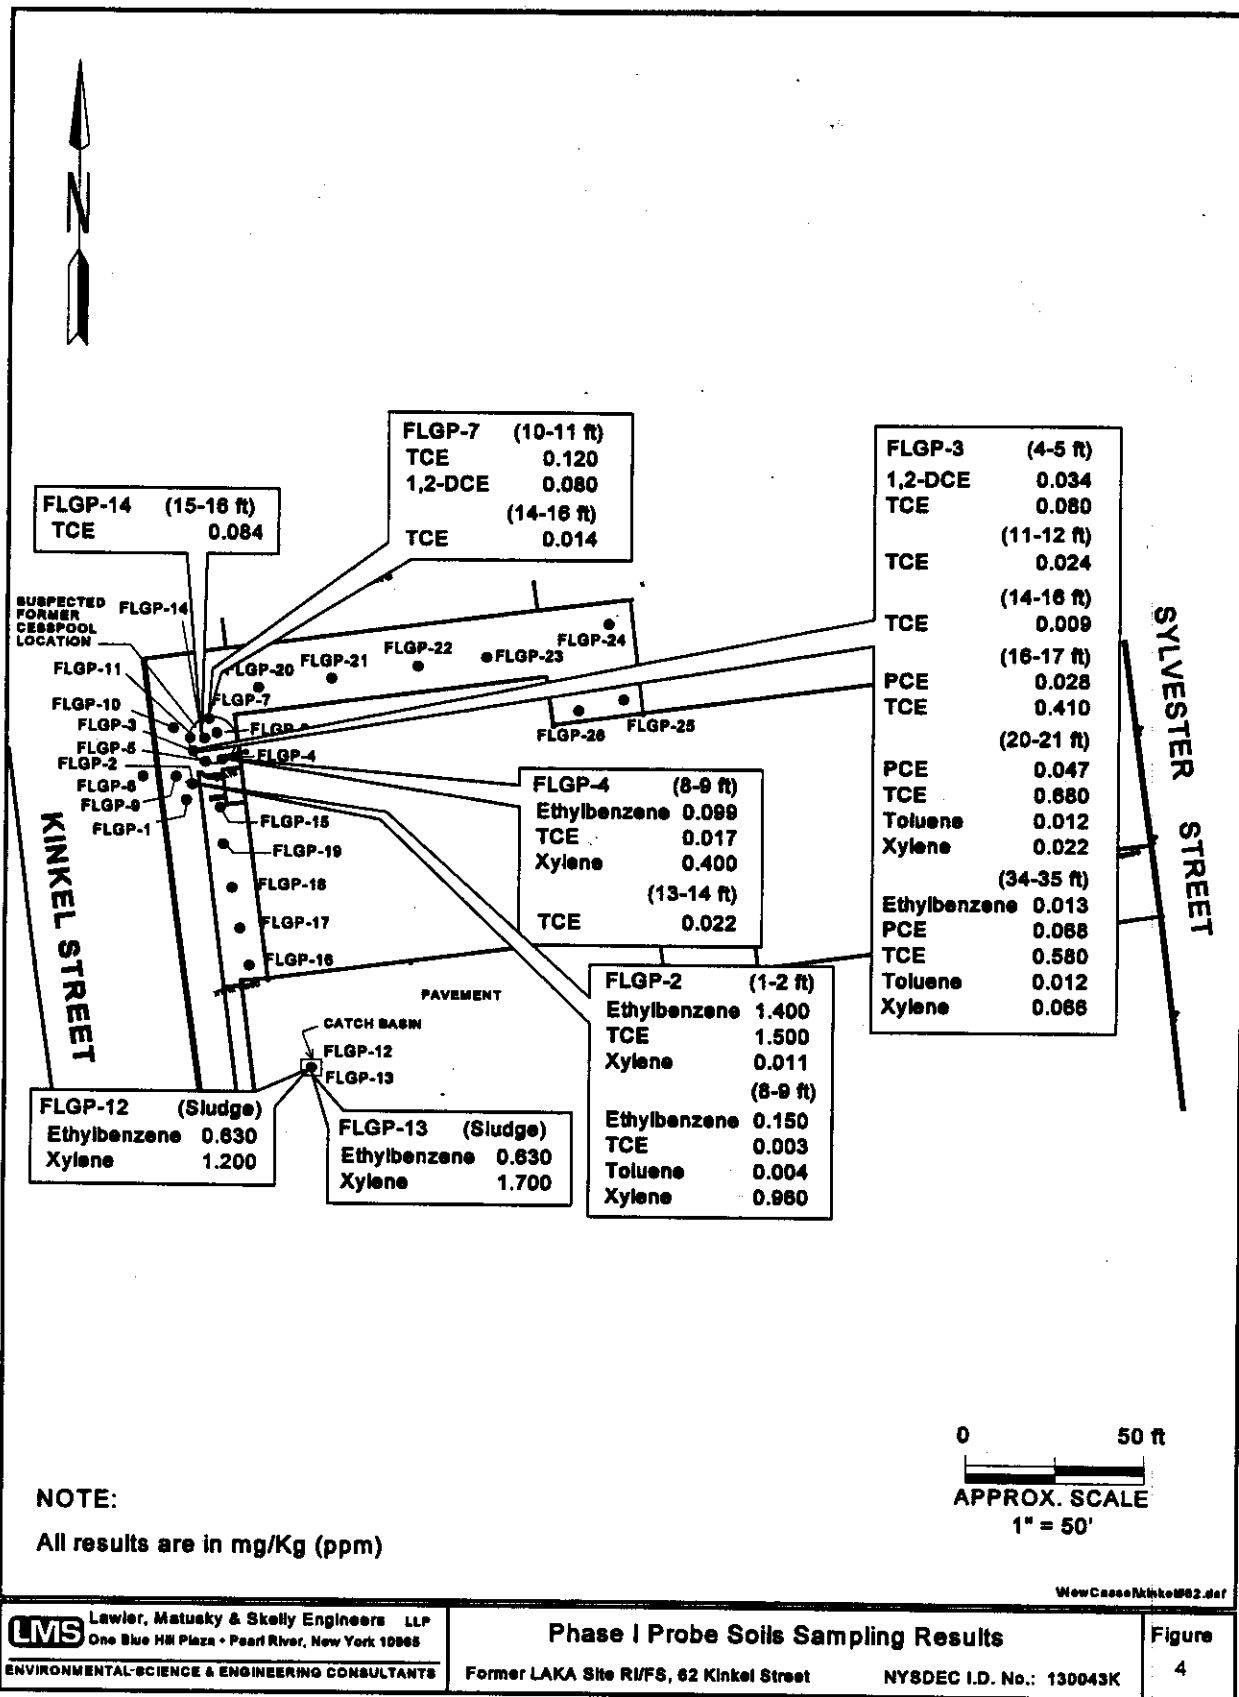 N
FLGP-7 (10-11 ft)
TCE 0.120
1,2-DCE 0.080
(14-16 ft)
TCE 0.014
FLGP-14 (15-16 ft)
TCE 0.084
FLGP-3 (4-5 ft)
1,2-DCE 0.034
TCE 0.080
(11-12 ft)
TCE 0.024
(14-16 ft)
TCE 0.009
(16-17 ft)
PCE 0.028
TCE 0.410
(20-21 ft)
PCE 0.047
TCE 0.680
Toluene 0.012
Xylene 0.022
(34-35 ft)
Ethylbenzene 0.013
PCE 0.068
TCE 0.580
Toluene 0.012
Xylene 0.066
SUSPECTED
FORMER
CESSPOOL
LOCATION
FLGP-14
FLGP-11
FLGP-10
FLGP-3
FLGP-5
FLGP-2
FLGP-6
FLGP-9
FLGP-1
FLGP-20
FLGP-21
FLGP-22
FLGP-23
FLGP-24
FLGP-7
FLGP-4
FLGP-26
FLGP-25
FLGP-15
FLGP-19
FLGP-18
FLGP-17
FLGP-16
KINKEL STREET
SYLVESTER STREET
FLGP-4 (8-9 ft)
Ethylbenzene 0.099
TCE 0.017
Xylene 0.400
(13-14 ft)
TCE 0.022
PAVEMENT
CATCH BASIN
FLGP-12
FLGP-13
FLGP-2 (1-2 ft)
Ethylbenzene 1.400
TCE 1.500
Xylene 0.011
(8-9 ft)
Ethylbenzene 0.150
TCE 0.003
Toluene 0.004
Xylene 0.960
FLGP-12 (Sludge)
Ethylbenzene 0.630
Xylene 1.200
FLGP-13 (Sludge)
Ethylbenzene 0.630
Xylene 1.700
0 50 ft
APPROX. SCALE
1" = 50'
NOTE:
All results are in mg/Kg (ppm)
LMS Lawler, Matusky & Skelly Engineers LLP
One Blue Hill Plaza • Pearl River, New York 10965
ENVIRONMENTAL SCIENCE & ENGINEERING CONSULTANTS
Phase I Probe Soils Sampling Results
Former LAKA Site RI/FS, 62 Kinkel Street NYSDEC I.D. No.: 130043K
Figure
4